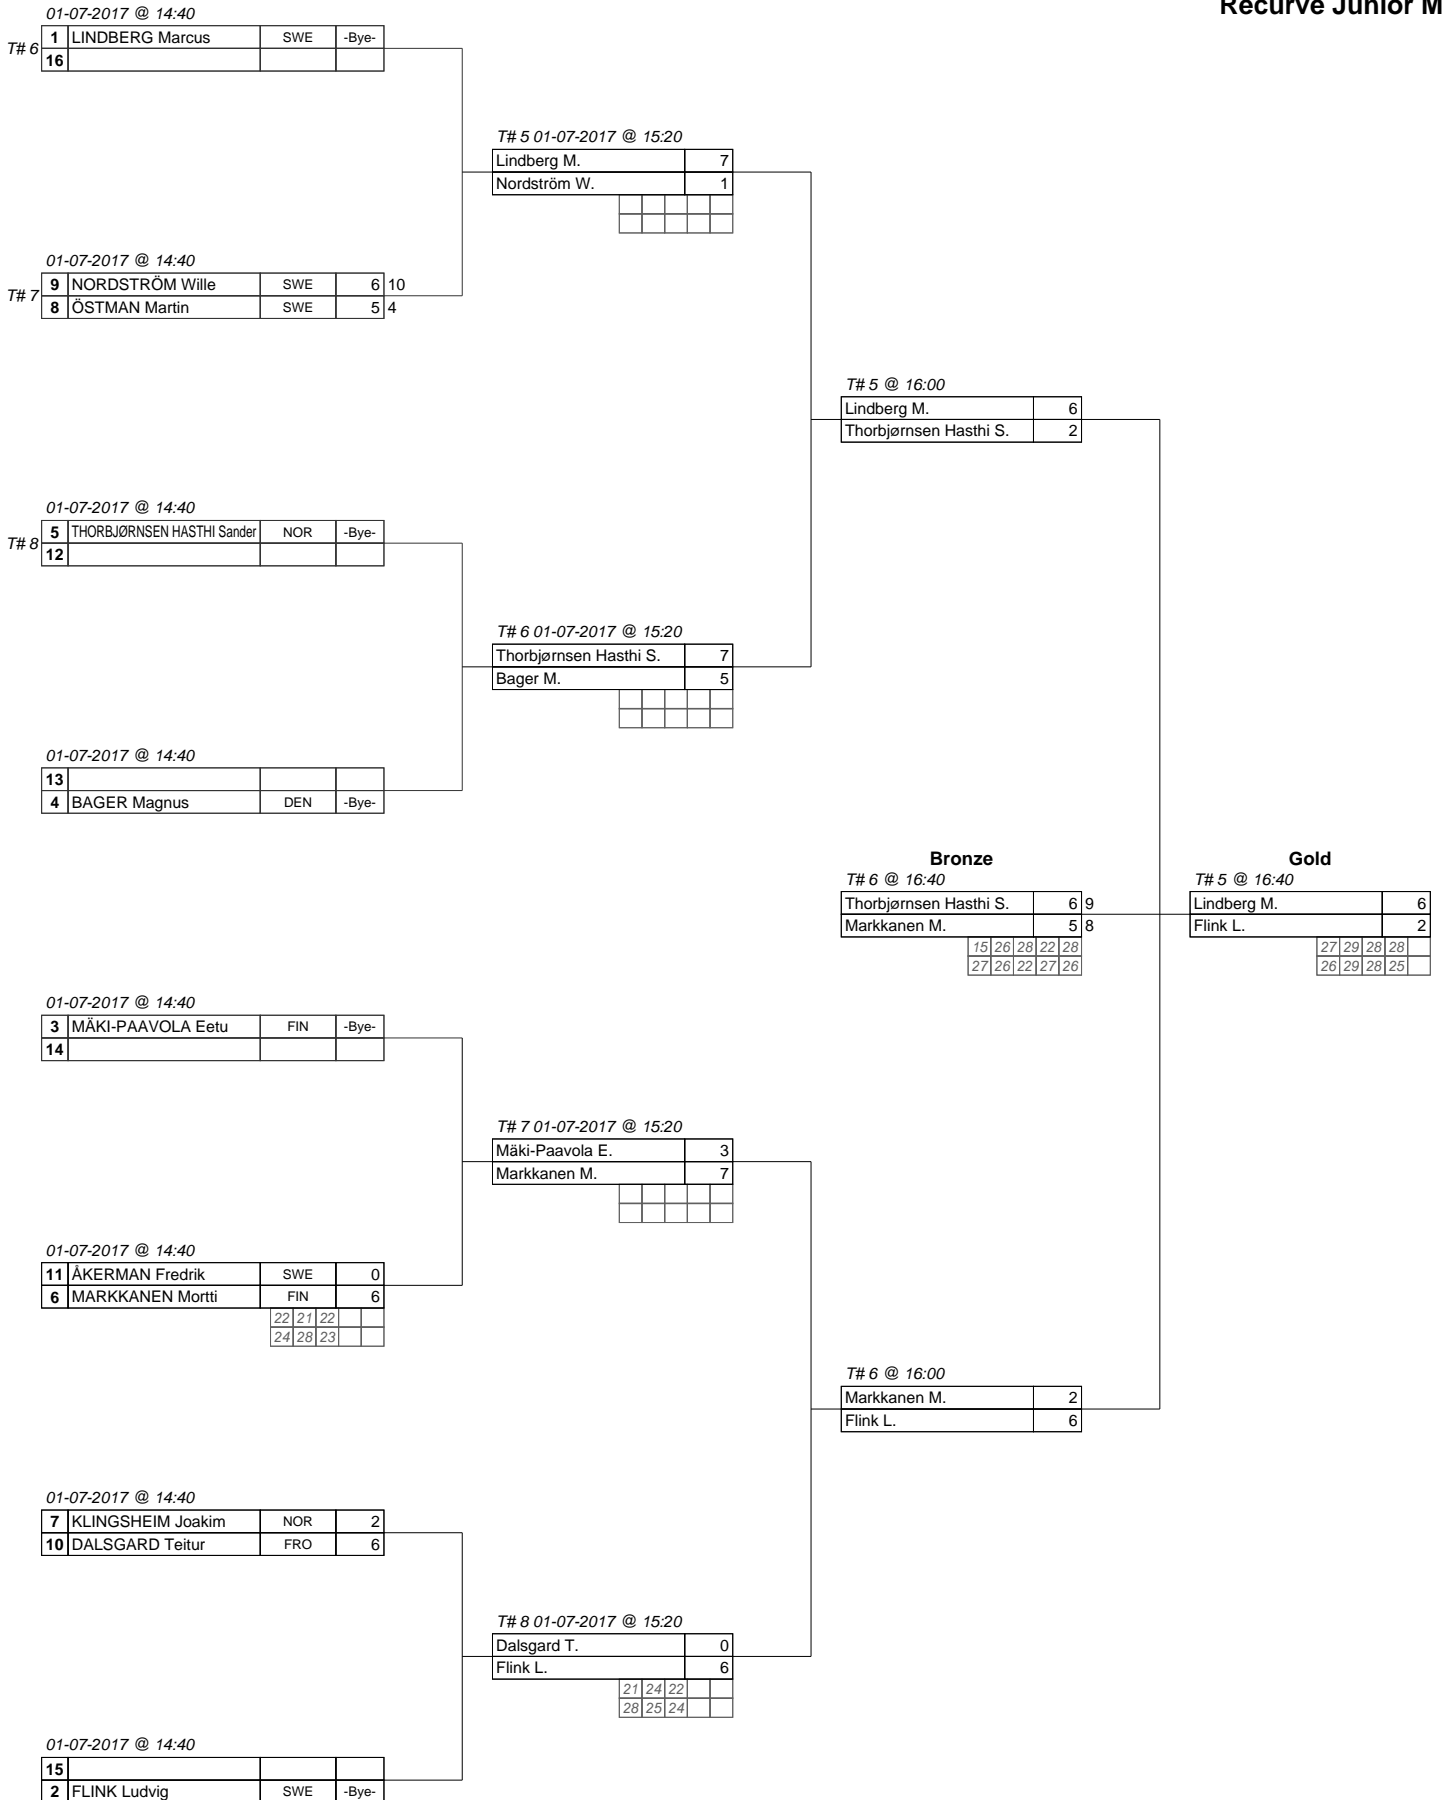 Recurve Junior M
01-07-2017 @ 14:40
T# 6
1 LINDBERG Marcus SWE -Bye-
16
T# 5 01-07-2017 @ 15:20
Lindberg M. 7
Nordström W. 1
01-07-2017 @ 14:40
T# 7
9 NORDSTRÖM Wille SWE 6 10
8 ÖSTMAN Martin SWE 5 4
T# 5 @ 16:00
Lindberg M. 6
Thorbjørnsen Hasthi S. 2
01-07-2017 @ 14:40
T# 8
5 THORBJØRNSEN HASTHI Sander NOR -Bye-
12
T# 6 01-07-2017 @ 15:20
Thorbjørnsen Hasthi S. 7
Bager M. 5
01-07-2017 @ 14:40
13
4 BAGER Magnus DEN -Bye-
Bronze
T# 6 @ 16:40
Thorbjørnsen Hasthi S. 6 9
Markkanen M. 5 8
15 26 28 22 28
27 26 22 27 26
Gold
T# 5 @ 16:40
Lindberg M. 6
Flink L. 2
27 29 28 28
26 29 28 25
01-07-2017 @ 14:40
3 MÄKI-PAAVOLA Eetu FIN -Bye-
14
T# 7 01-07-2017 @ 15:20
Mäki-Paavola E. 3
Markkanen M. 7
01-07-2017 @ 14:40
11 ÅKERMAN Fredrik SWE 0
6 MARKKANEN Mortti FIN 6
22 21 22
24 28 23
T# 6 @ 16:00
Markkanen M. 2
Flink L. 6
01-07-2017 @ 14:40
7 KLINGSHEIM Joakim NOR 2
10 DALSGARD Teitur FRO 6
T# 8 01-07-2017 @ 15:20
Dalsgard T. 0
Flink L. 6
21 24 22
28 25 24
01-07-2017 @ 14:40
15
2 FLINK Ludvig SWE -Bye-